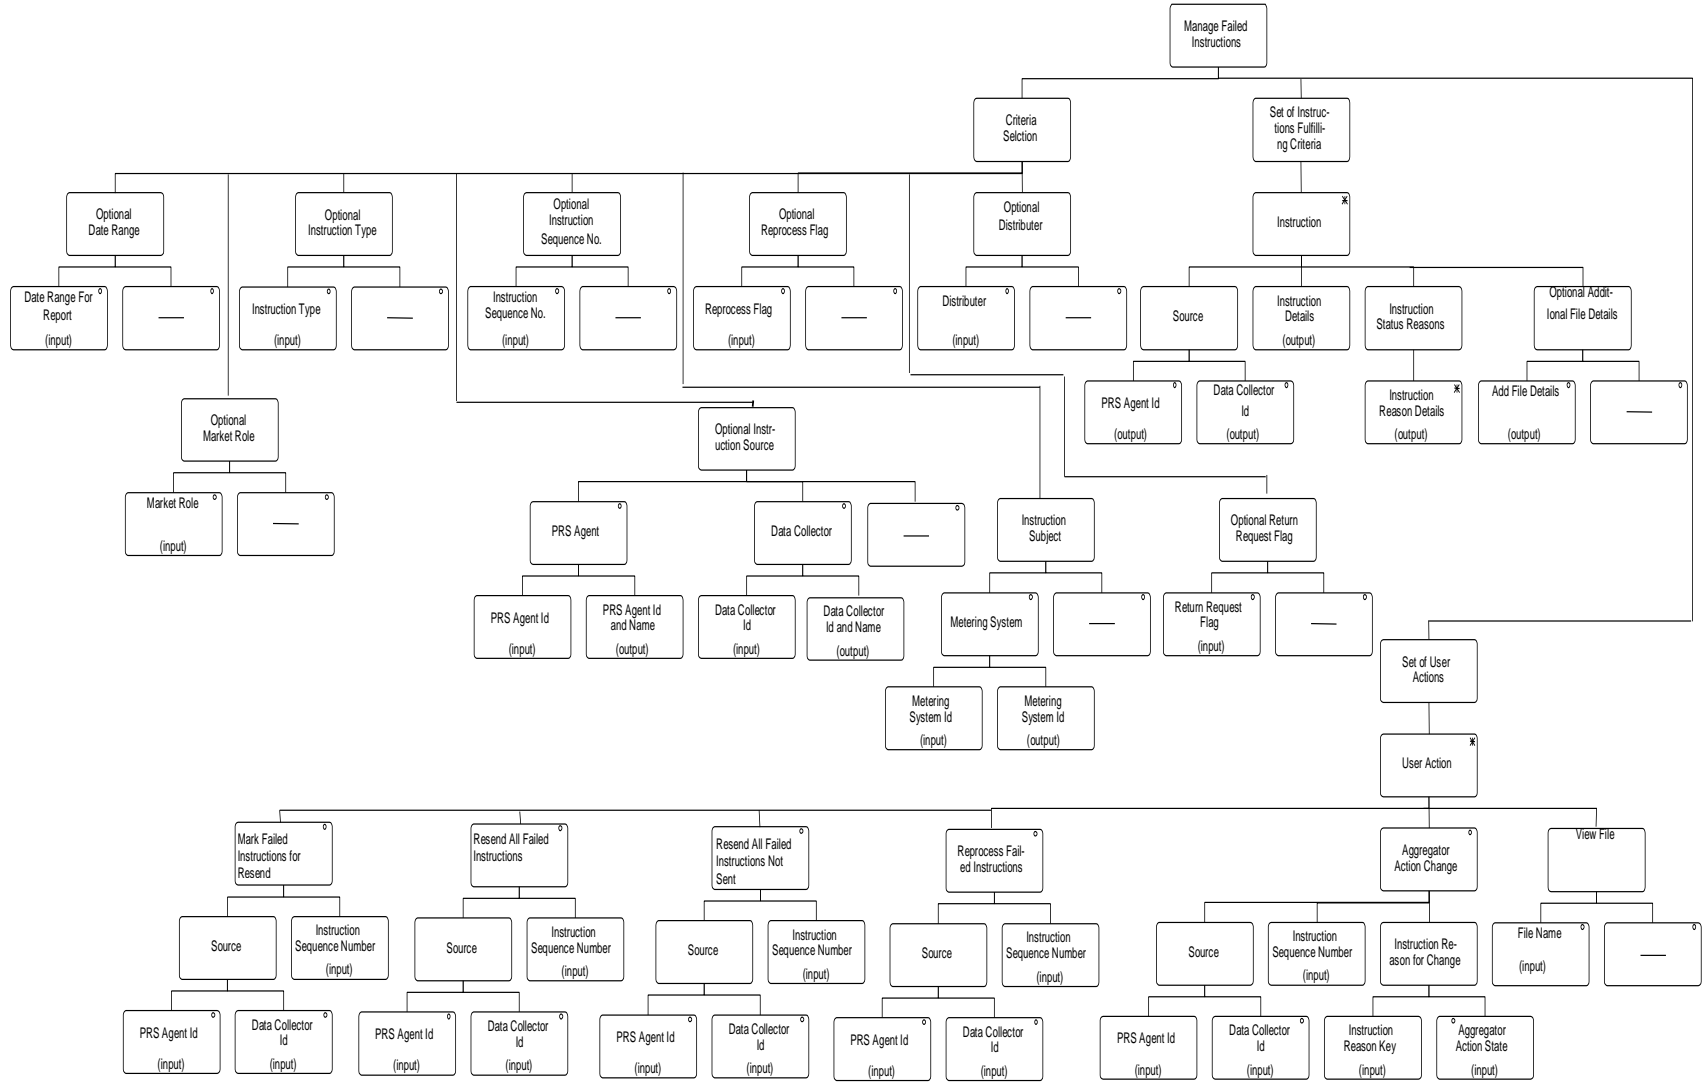 Manage Failed
Instructions
Criteria
Selction
Set of Instruc-
tions Fulfilli-
ng Criteria
Optional
Date Range
Optional
Instruction Type
Optional
Instruction
Sequence No.
Optional
Reprocess Flag
Optional
Distributer
Instruction
*
Date Range For
Report
(input)
Instruction Type
(input)
Instruction
Sequence No.
(input)
Reprocess Flag
(input)
Distributer
(input)
Source
Instruction
Details
(output)
Instruction
Status Reasons
Optional Addit-
Ional File Details
PRS Agent Id
(output)
Data Collector
Id
(output)
Instruction
Reason Details
(output)
*
Add File Details
(output)
Optional
Market Role
Optional Instr-
uction Source
Market Role
(input)
PRS Agent
Data Collector
Instruction
Subject
Optional Return
Request Flag
PRS Agent Id
(input)
PRS Agent Id
and Name
(output)
Data Collector
Id
(input)
Data Collector
Id and Name
(output)
Metering System
Return Request
Flag
(input)
Metering
System Id
(input)
Metering
System Id
(output)
Set of User
Actions
User Action
*
Mark Failed
Instructions for
Resend
Resend All Failed
Instructions
Resend All Failed
Instructions Not
Sent
Reprocess Fail-
ed Instructions
Aggregator
Action Change
View File
Source
Instruction
Sequence Number
(input)
Source
Instruction
Sequence Number
(input)
Source
Instruction
Sequence Number
(input)
Source
Instruction
Sequence Number
(input)
Source
Instruction
Sequence Number
(input)
Instruction Re-
ason for Change
File Name
(input)
PRS Agent Id
(input)
Data Collector
Id
(input)
PRS Agent Id
(input)
Data Collector
Id
(input)
PRS Agent Id
(input)
Data Collector
Id
(input)
PRS Agent Id
(input)
Data Collector
Id
(input)
PRS Agent Id
(input)
Data Collector
Id
(input)
Instruction
Reason Key
(input)
Aggregator
Action State
(input)